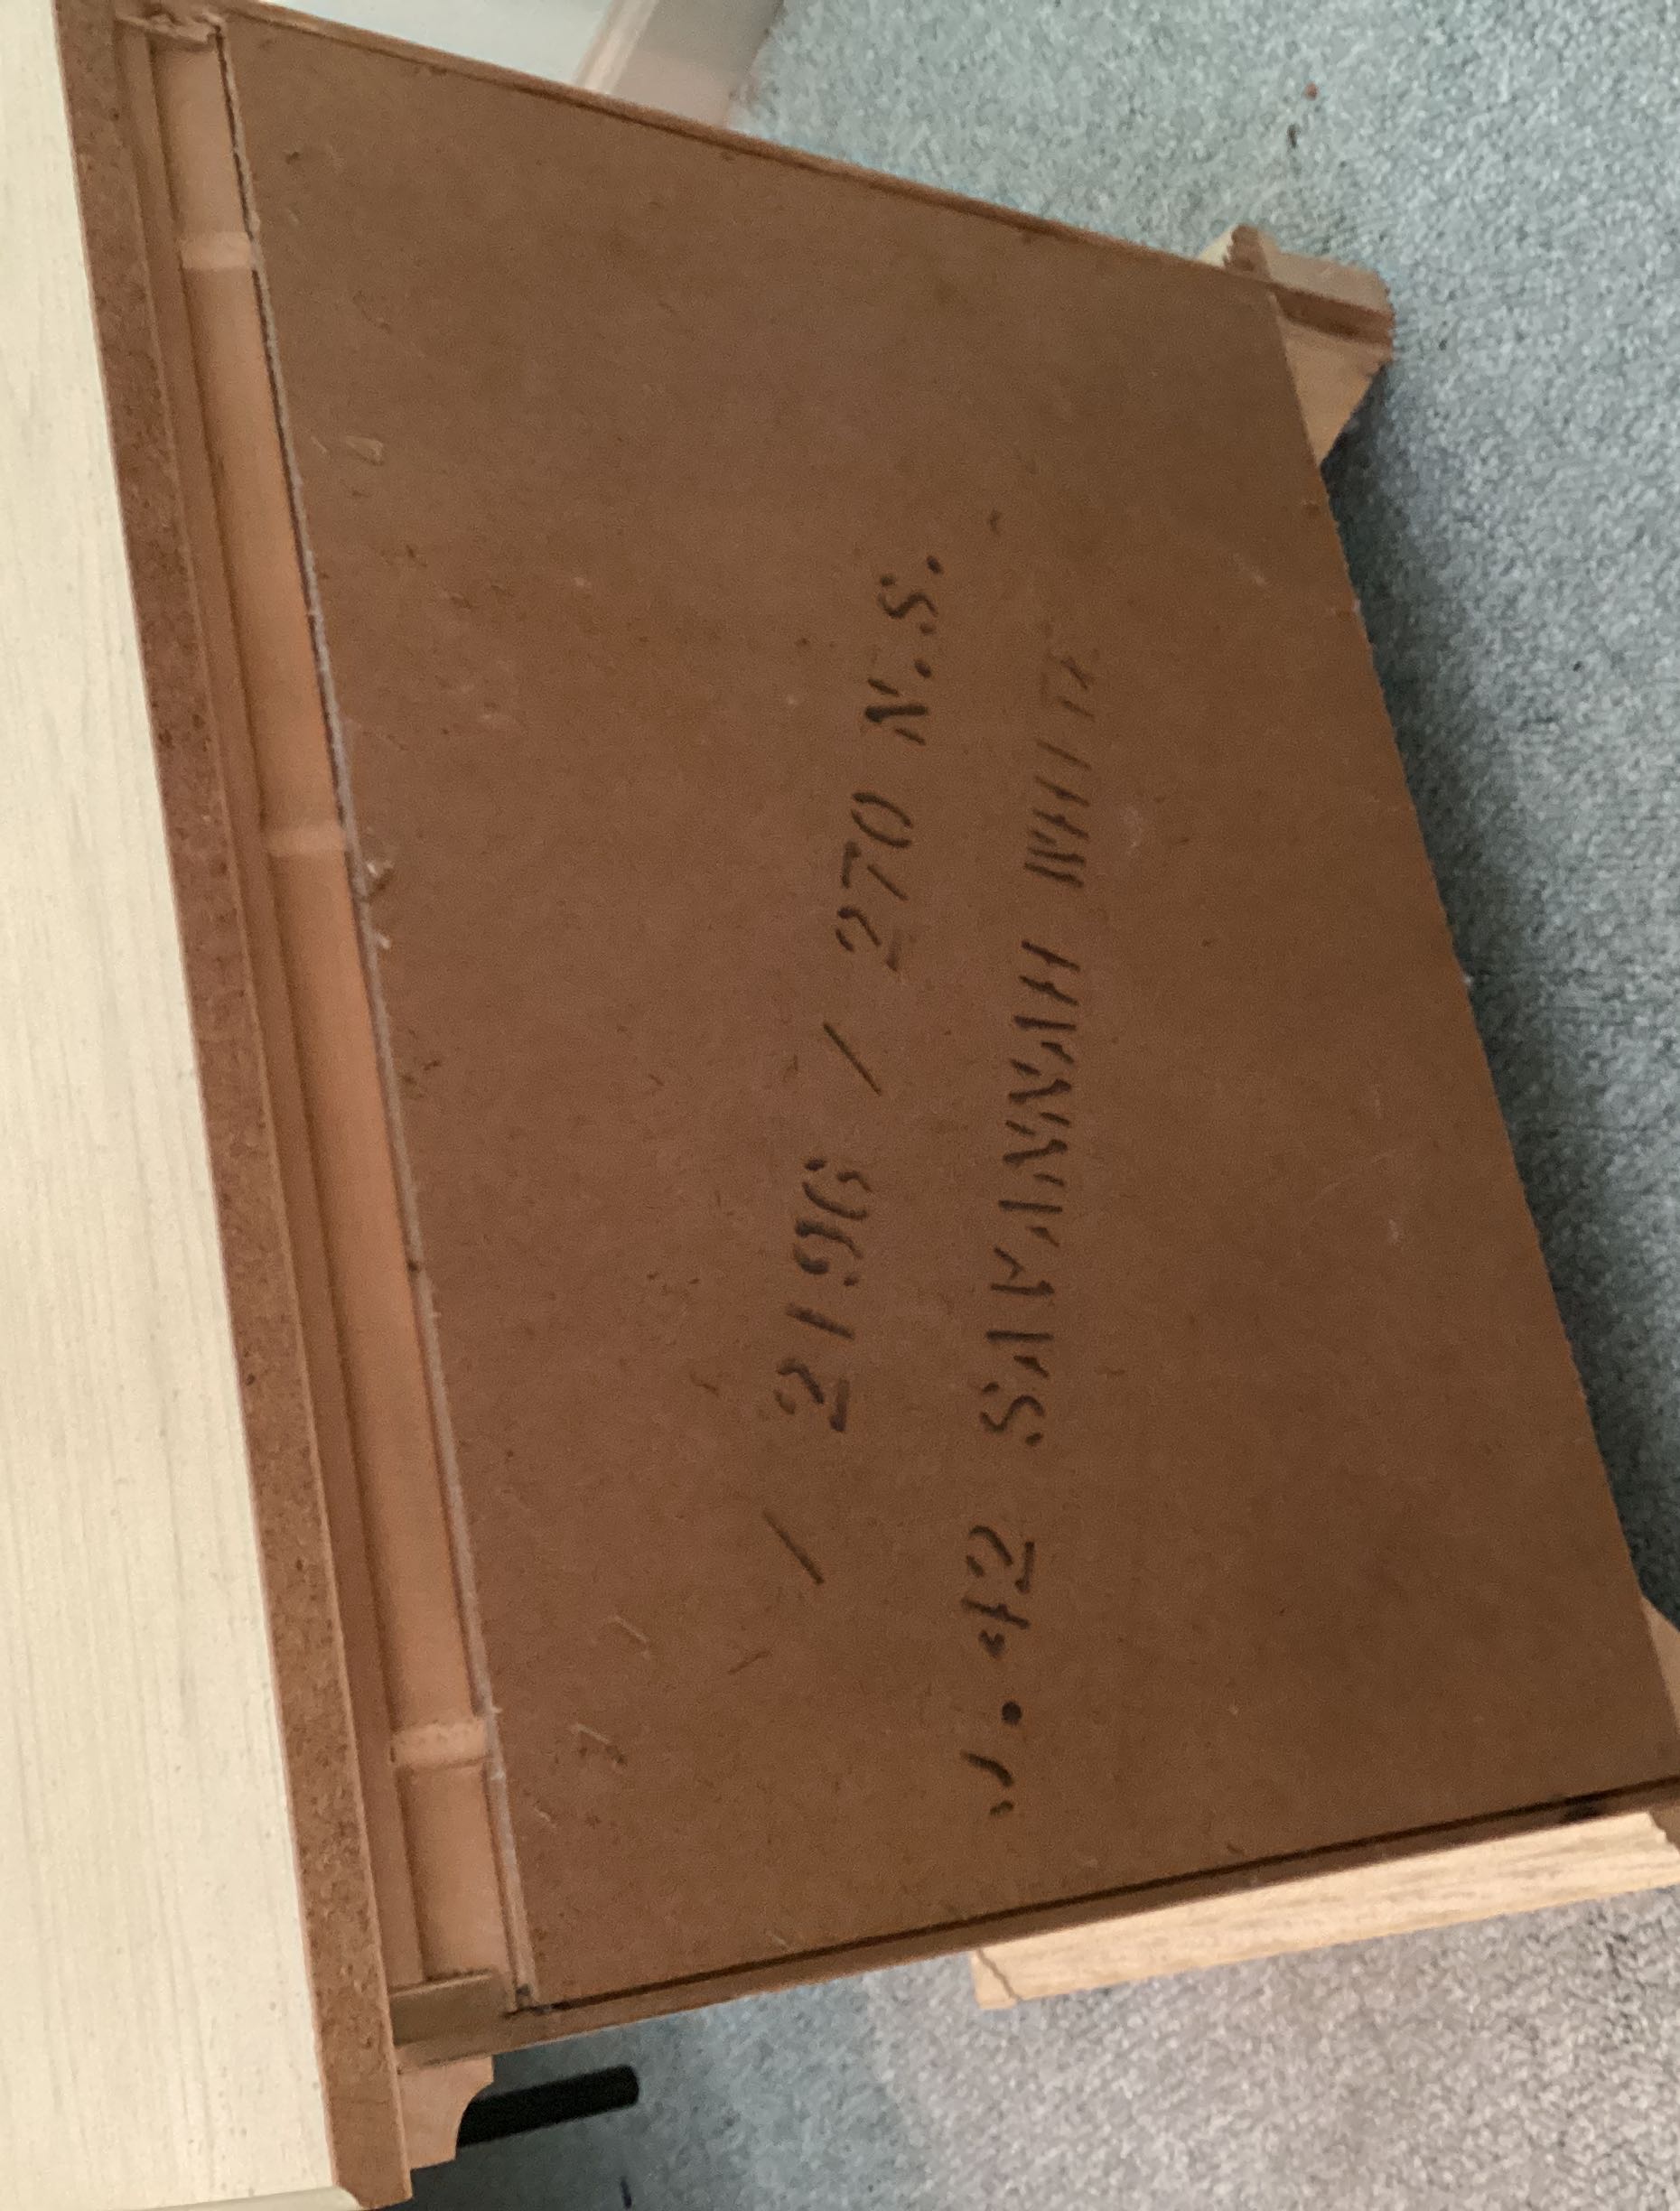 / 2196 / 270 N.S.
. 42 SAVANNAH WHITE